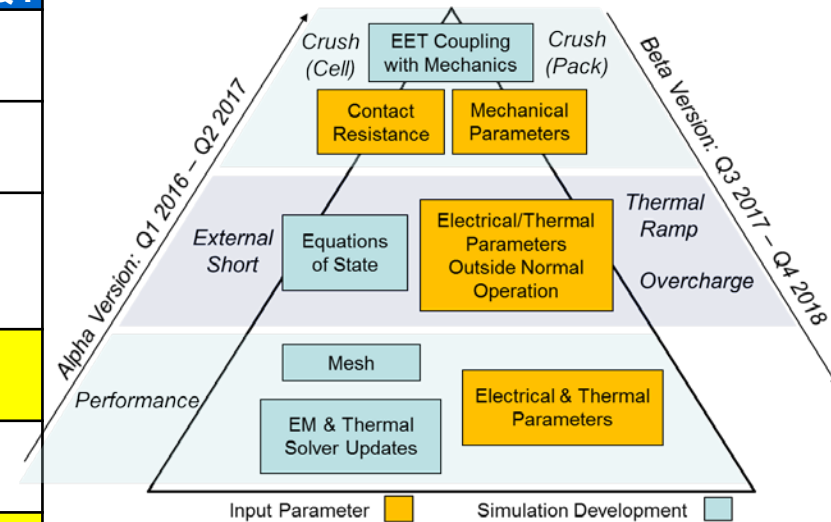 Crush
(Cell)
EET Coupling
with Mechanics
Crush
(Pack)
Contact
Resistance
Mechanical
Parameters
Alpha Version: Q1 2016 – Q2 2017
Beta Version: Q3 2017 – Q4 2018
External
Short
Equations
of State
Electrical/Thermal
Parameters
Outside Normal
Operation
Thermal
Ramp
Overcharge
Performance
Mesh
EM & Thermal
Solver Updates
Electrical & Thermal
Parameters
Input Parameter
Simulation Development